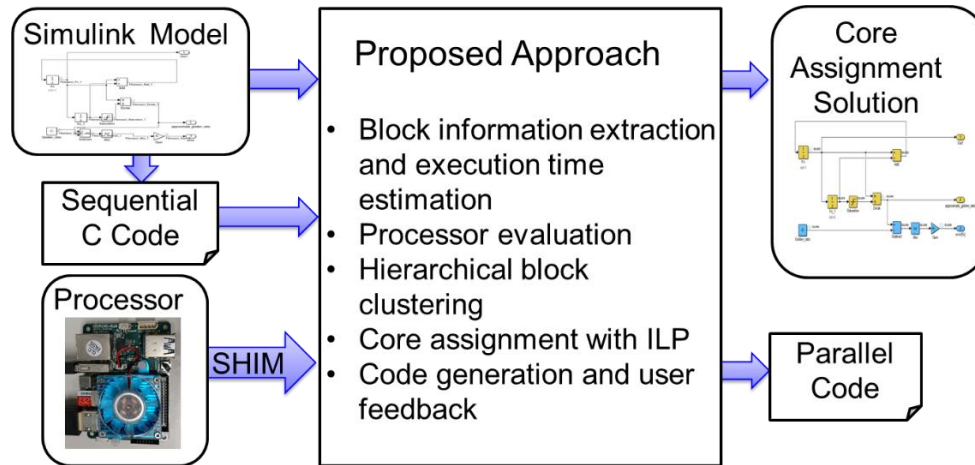 Simulink Model
Sequential
C Code
Processor
SHIM
Proposed Approach
• Block information extraction
and execution time
estimation
• Processor evaluation
• Hierarchical block
clustering
• Core assignment with ILP
• Code generation and user
feedback
Core
Assignment
Solution
Parallel
Code